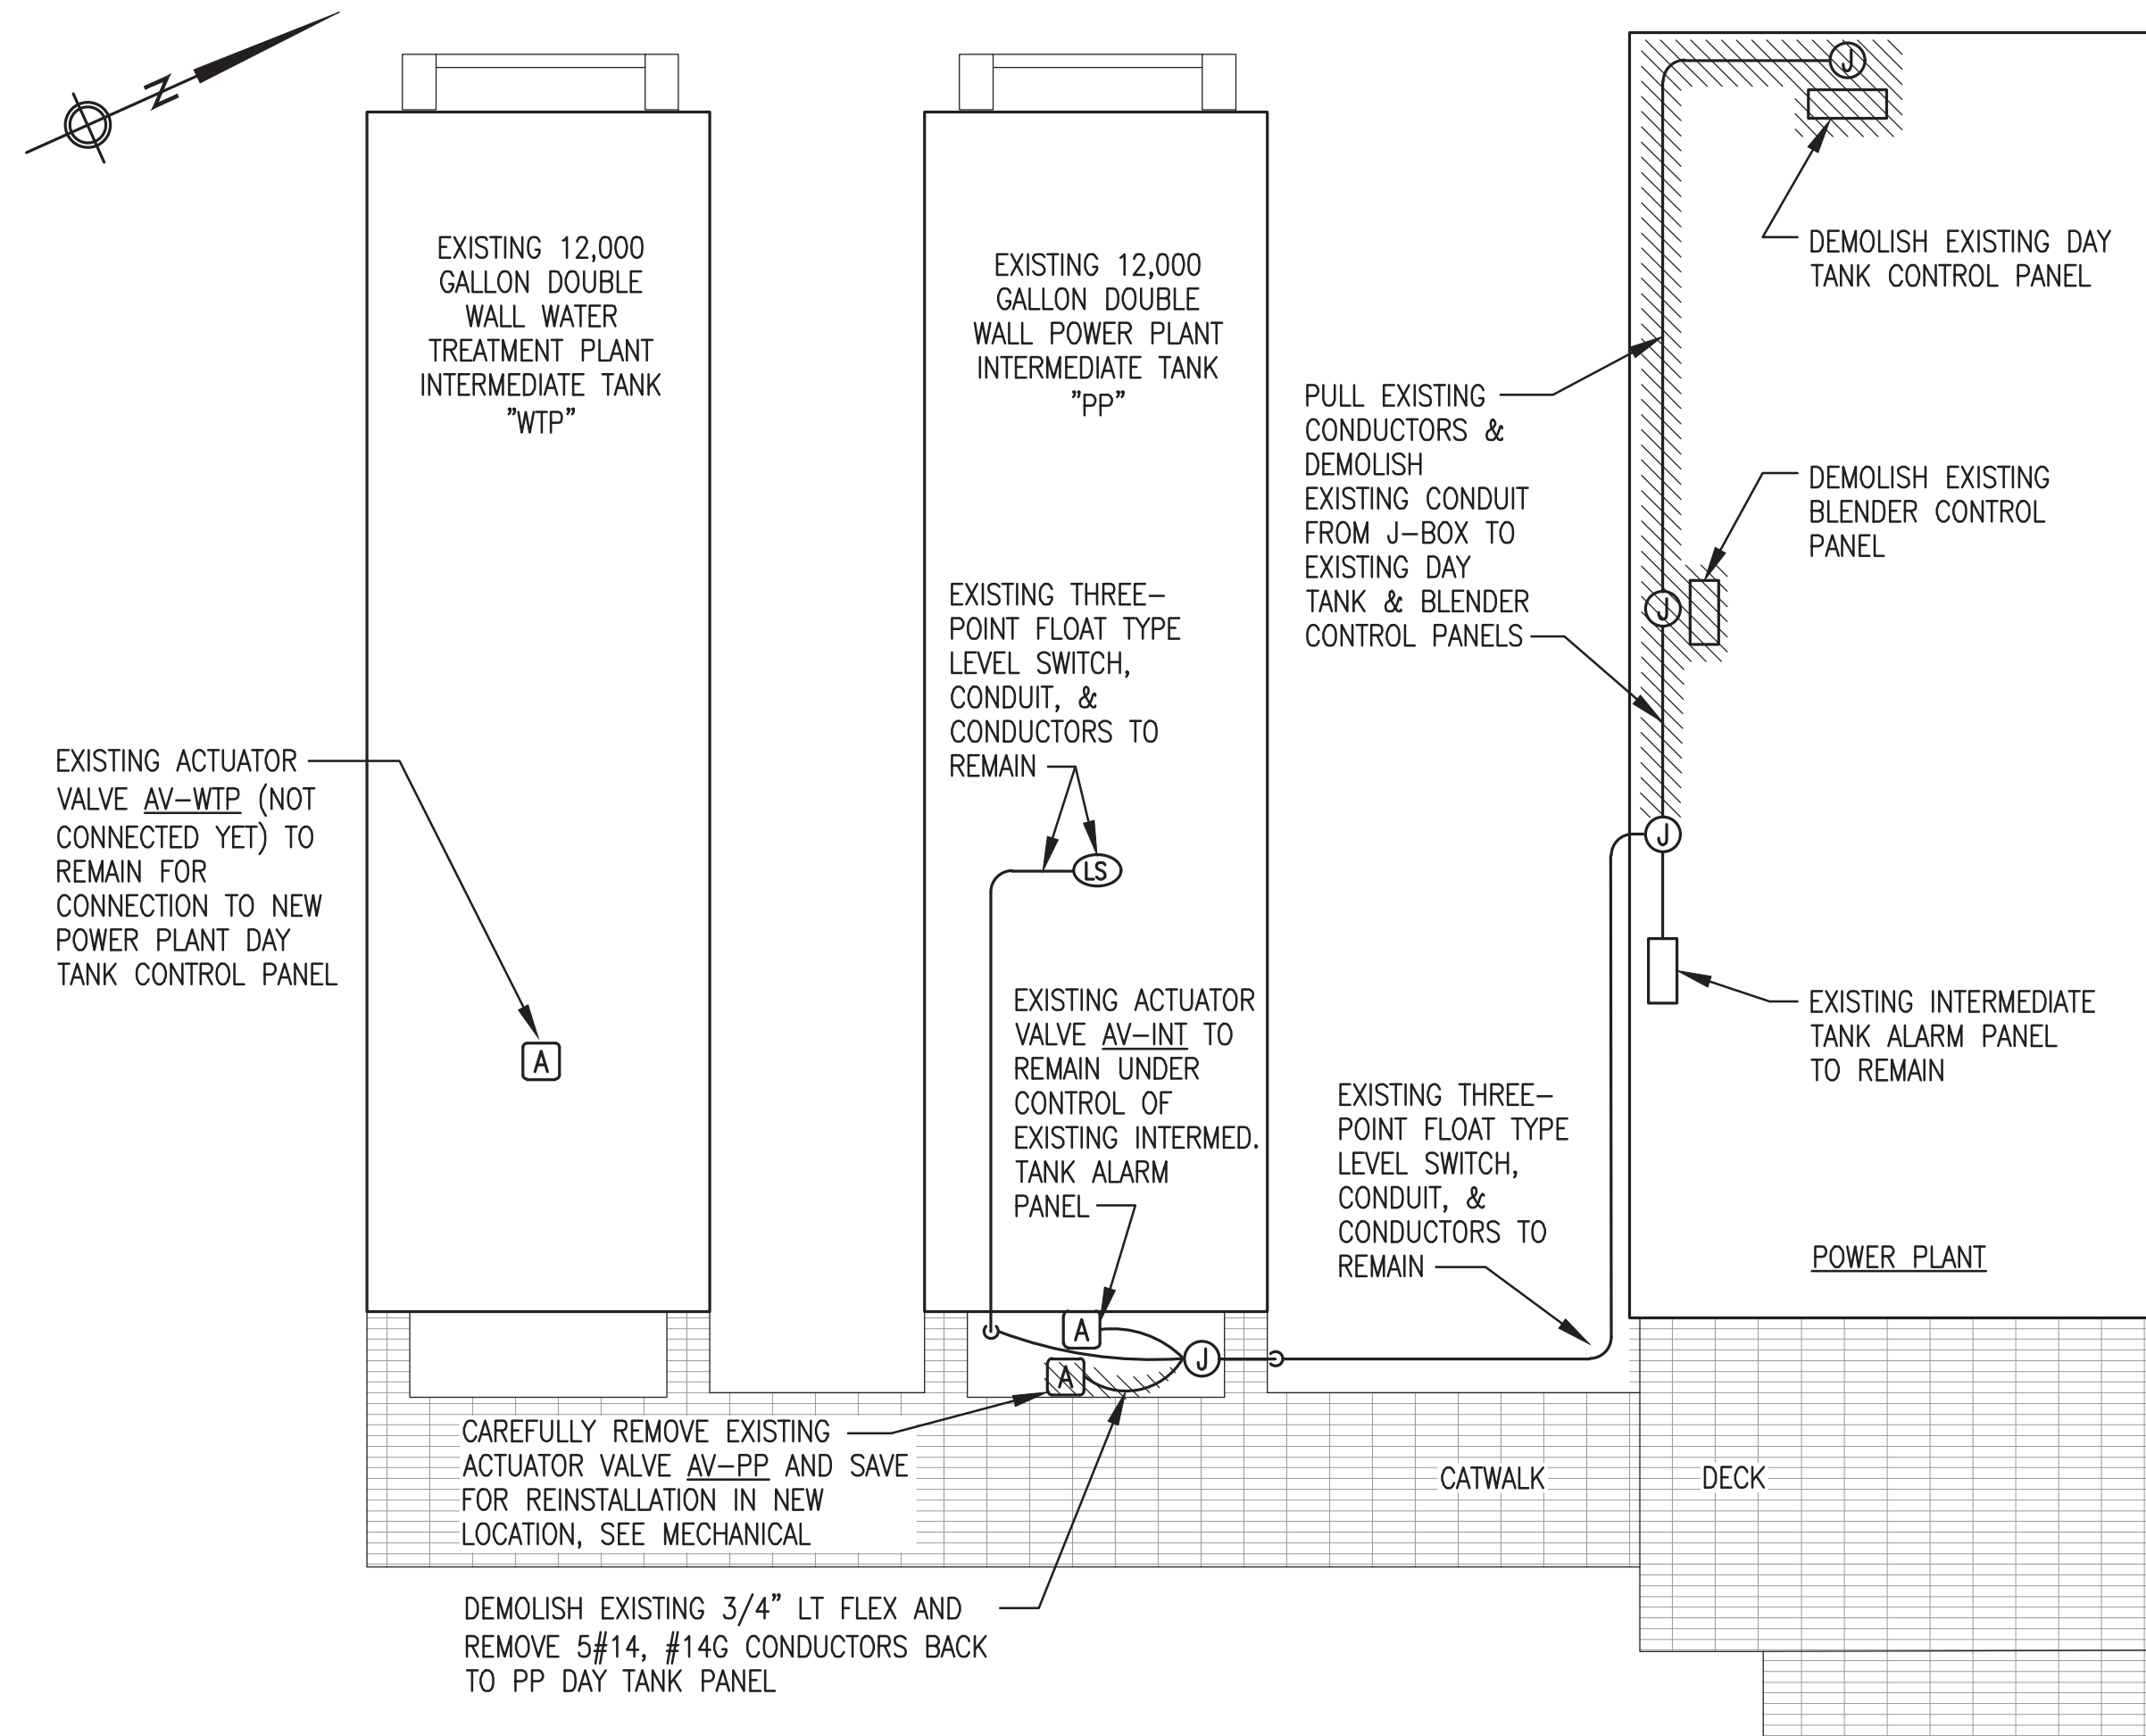 N
EXISTING 12,000
GALLON DOUBLE
WALL WATER
TREATMENT PLANT
INTERMEDIATE TANK
"WTP"
EXISTING 12,000
GALLON DOUBLE
WALL POWER PLANT
INTERMEDIATE TANK
"PP"
J
DEMOLISH EXISTING DAY
TANK CONTROL PANEL
PULL EXISTING
CONDUCTORS &
DEMOLISH
EXISTING CONDUIT
FROM J-BOX TO
EXISTING DAY
TANK & BLENDER
CONTROL PANELS
DEMOLISH EXISTING
BLENDER CONTROL
PANEL
J
EXISTING THREE-
POINT FLOAT TYPE
LEVEL SWITCH,
CONDUIT, &
CONDUCTORS TO
REMAIN
LS
J
EXISTING ACTUATOR
VALVE AV-WTP (NOT
CONNECTED YET) TO
REMAIN FOR
CONNECTION TO NEW
POWER PLANT DAY
TANK CONTROL PANEL
A
EXISTING ACTUATOR
VALVE AV-INT TO
REMAIN UNDER
CONTROL OF
EXISTING INTERMED.
TANK ALARM
PANEL
EXISTING INTERMEDIATE
TANK ALARM PANEL
TO REMAIN
EXISTING THREE-
POINT FLOAT TYPE
LEVEL SWITCH,
CONDUIT, &
CONDUCTORS TO
REMAIN
POWER PLANT
A
J
A
CAREFULLY REMOVE EXISTING
ACTUATOR VALVE AV-PP AND SAVE
FOR REINSTALLATION IN NEW
LOCATION, SEE MECHANICAL
CATWALK
DECK
DEMOLISH EXISTING 3/4" LT FLEX AND
REMOVE 5#14, #14G CONDUCTORS BACK
TO PP DAY TANK PANEL